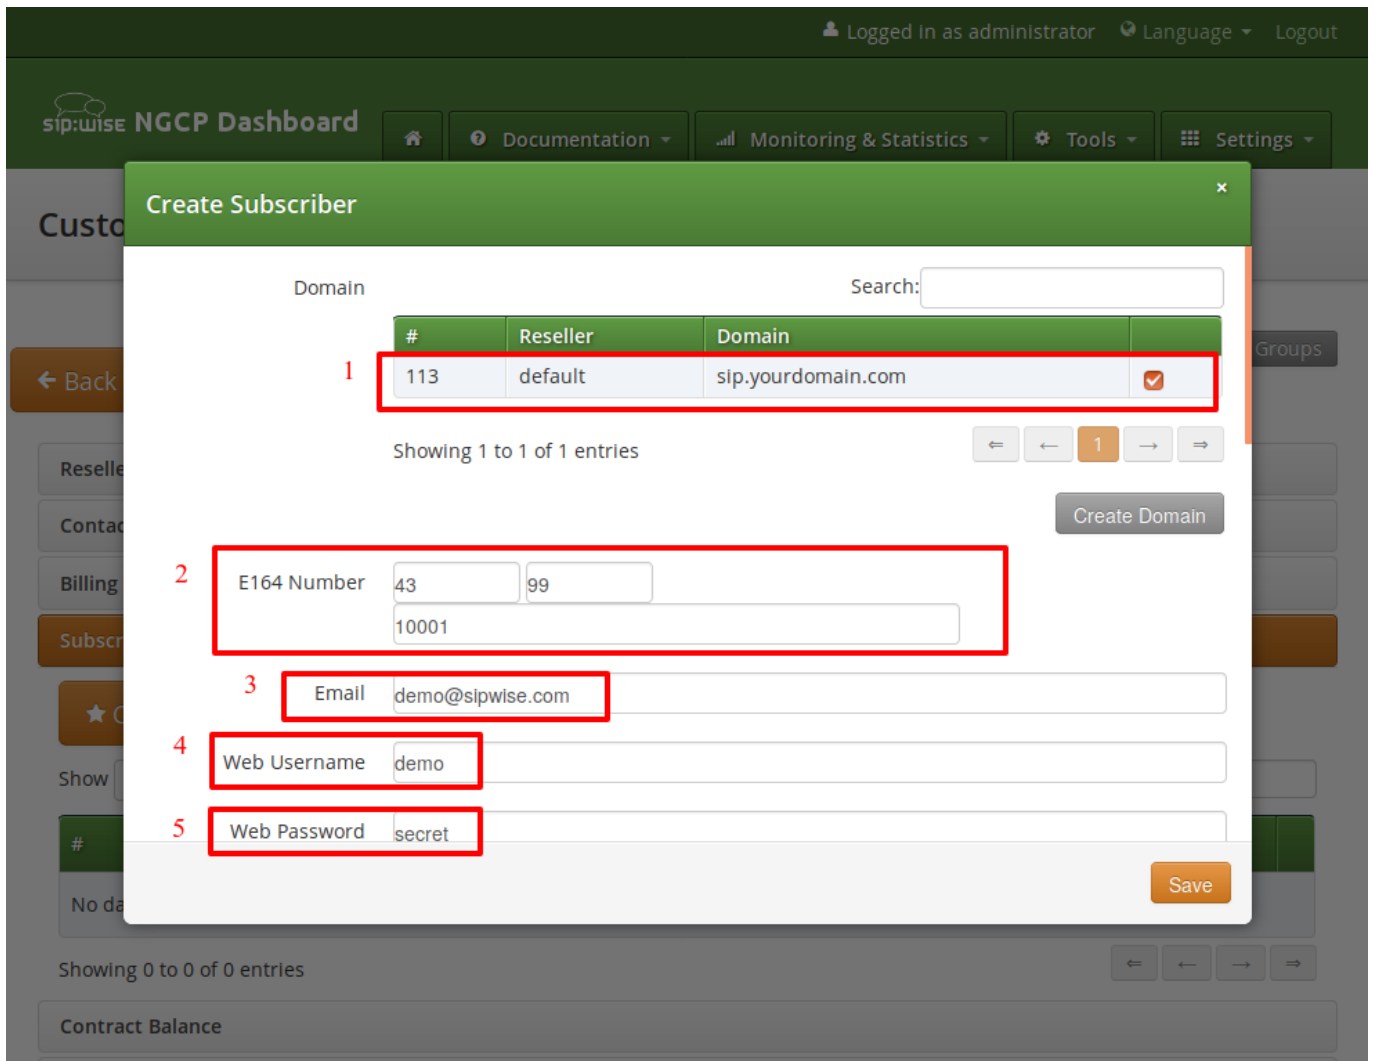 Logged in as administrator Language Logout
sip:wise NGCP Dashboard Documentation Monitoring & Statistics Tools Settings
Create Subscriber ×
Custo
Domain Search:
# Reseller Domain
Groups
1 113 default sip.yourdomain.com
Back
Showing 1 to 1 of 1 entries ⇐ ← 1 → ⇒
Reselle
Create Domain
Contac
2 E164 Number 43 99
Billing
10001
Subscr
3 Email demo@sipwise.com
4 Web Username demo
Show
5 Web Password secret
#
Save
No da
Showing 0 to 0 of 0 entries ⇐ ← → ⇒
Contract Balance